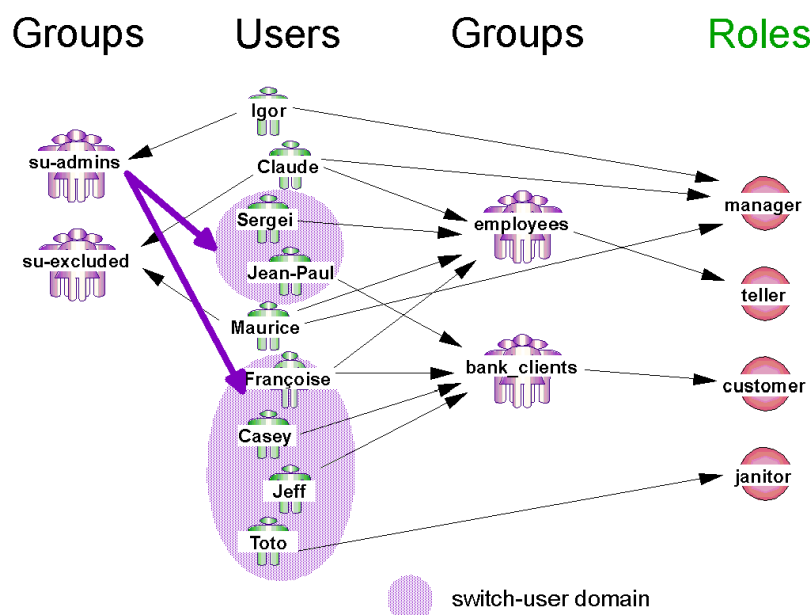 Groups Users Groups Roles
Igor
su-admins
Claude
manager
Sergei
employees
su-excluded
Jean-Paul
teller
Maurice
bank_clients
Françoise
customer
Casey
janitor
Jeff
Toto
switch-user domain